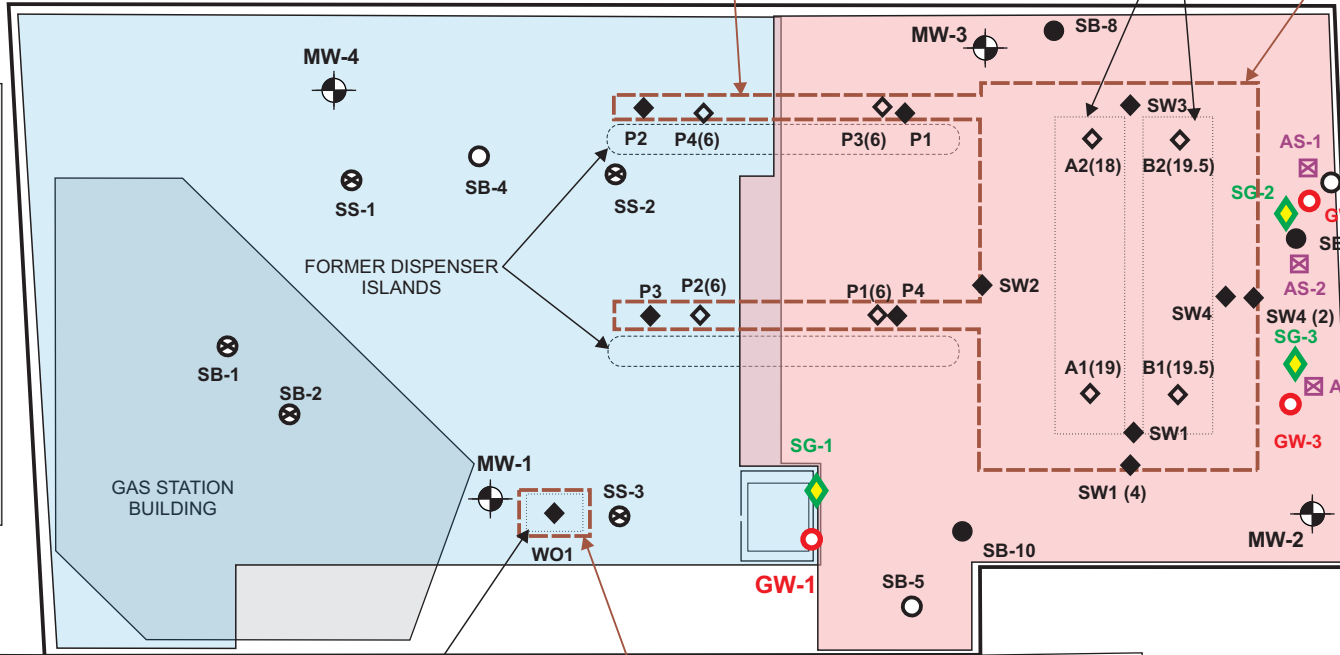 MW-3
SB-8
MW-4
SW3
P2
P4(6)
P3(6)
P1
AS-1
A2(18)
B2(19.5)
SB-4
SG-2
SS-1
SS-2
FORMER DISPENSER
ISLANDS
AS-2
P3
P2(6)
P1(6)
P4
SW2
SW4
SW4 (2)
SG-3
SB-1
A1(19)
B1(19.5)
SB-2
SW1
GW-3
SG-1
MW-1
GAS STATION
BUILDING
SS-3
SW1 (4)
WO1
SB-10
MW-2
GW-1
SB-5